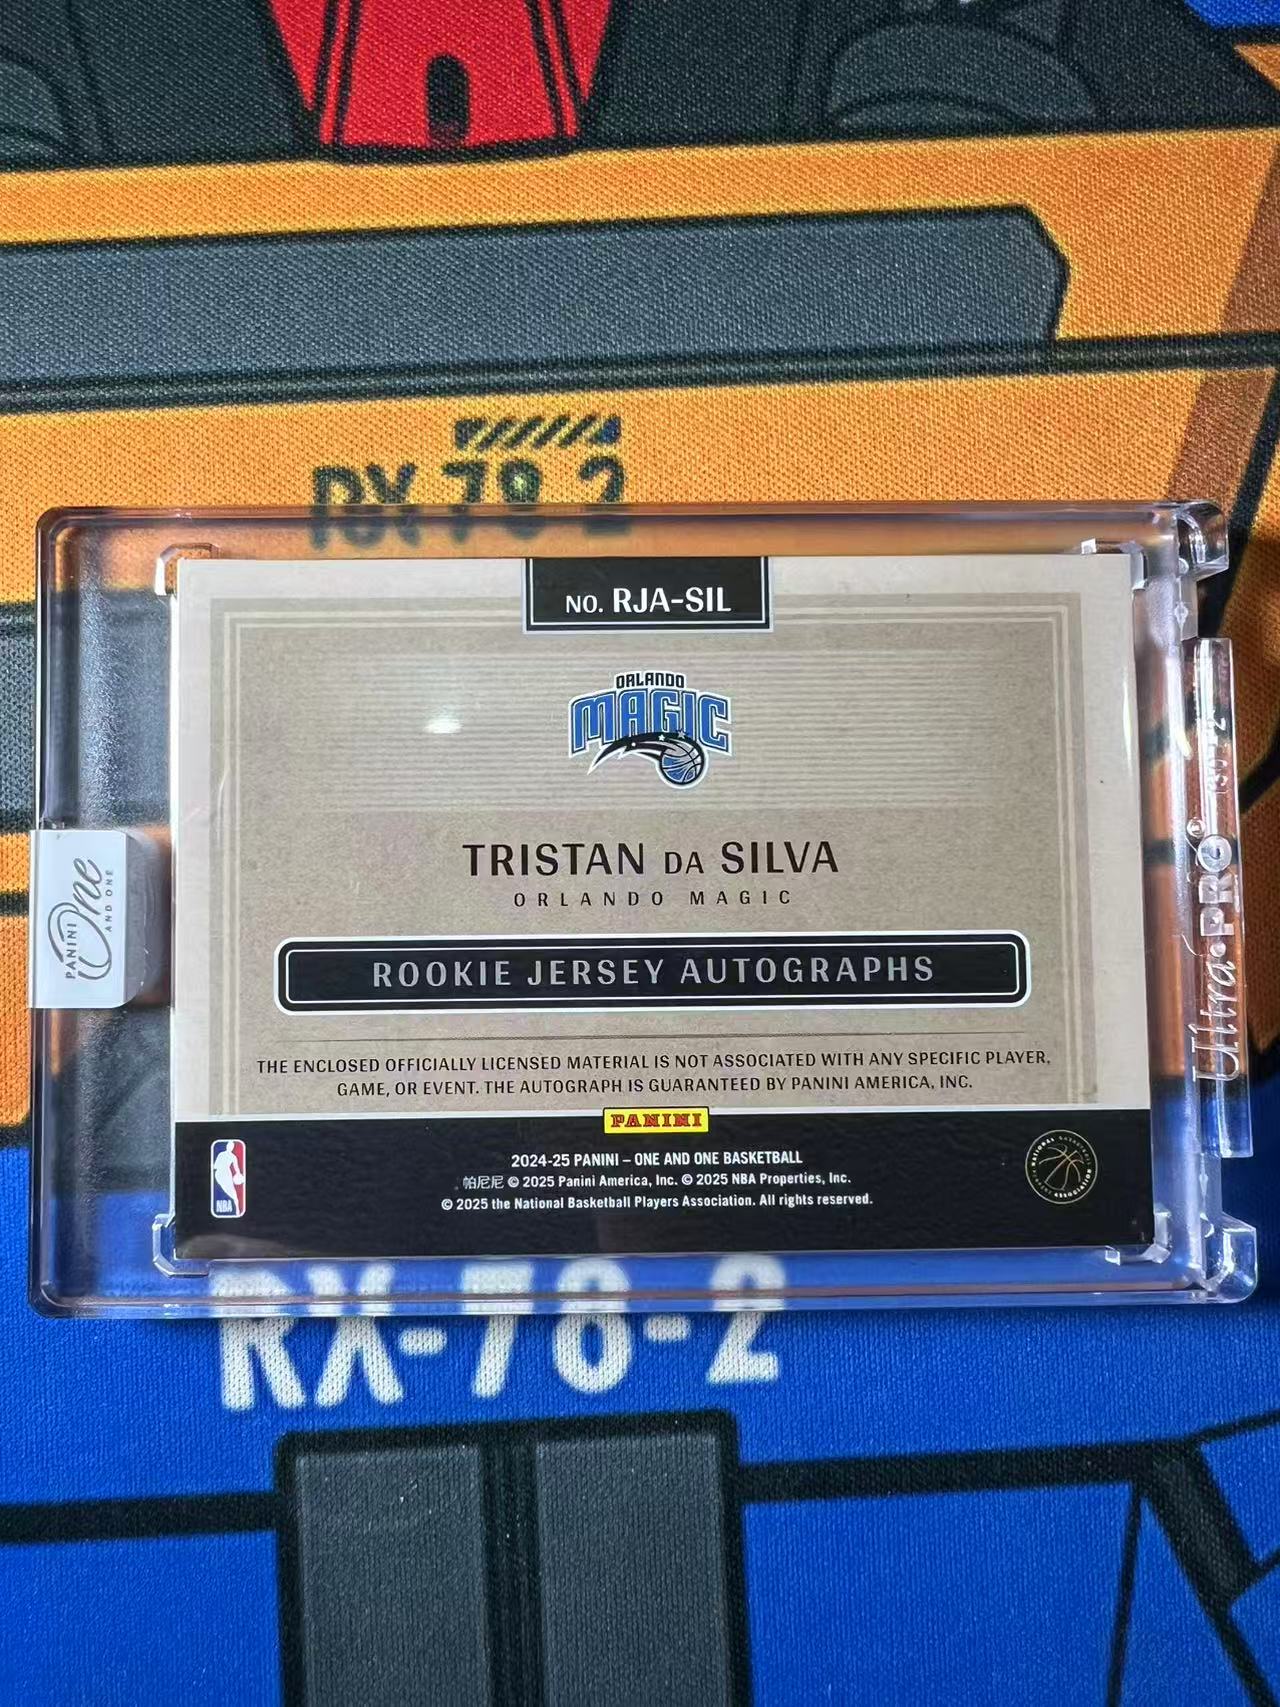 RX-78-2
NO. RJA-SIL
ORLANDO
MAGIC
TRISTAN DA SILVA
ORLANDO MAGIC
ROOKIE JERSEY AUTOGRAPHS
THE ENCLOSED OFFICIALLY LICENSED MATERIAL IS NOT ASSOCIATED WITH ANY SPECIFIC PLAYER,
GAME, OR EVENT. THE AUTOGRAPH IS GUARANTEED BY PANINI AMERICA, INC.
PANINI
NBA
2024-25 PANINI – ONE AND ONE BASKETBALL
帕尼尼 © 2025 Panini America, Inc. © 2025 NBA Properties, Inc.
© 2025 the National Basketball Players Association. All rights reserved.
PANINI
One
AND ONE
Ultra PRO
RX-78-2